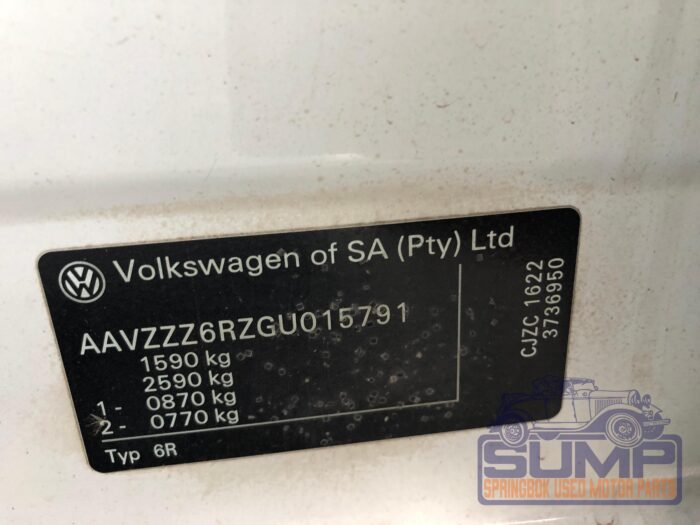 Volkswagen of SA (Pty) Ltd
AAVZZZ6RZGU015791
1590 kg
2590 kg
1- 0870 kg
2- 0770 kg
Typ 6R
CJZC 1622
3736950
SUMP
SPRINGBOK USED MOTOR PARTS